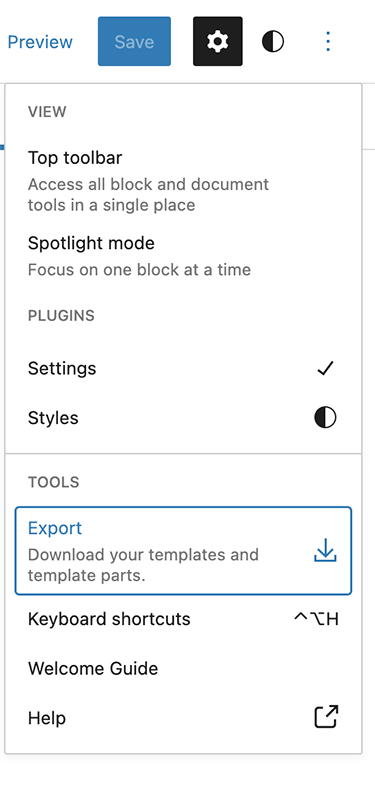 Preview Save
VIEW
Top toolbar
Access all block and document
tools in a single place
Spotlight mode
Focus on one block at a time
PLUGINS
Settings
Styles
TOOLS
Export
Download your templates and
template parts.
Keyboard shortcuts ⌃⌥H
Welcome Guide
Help